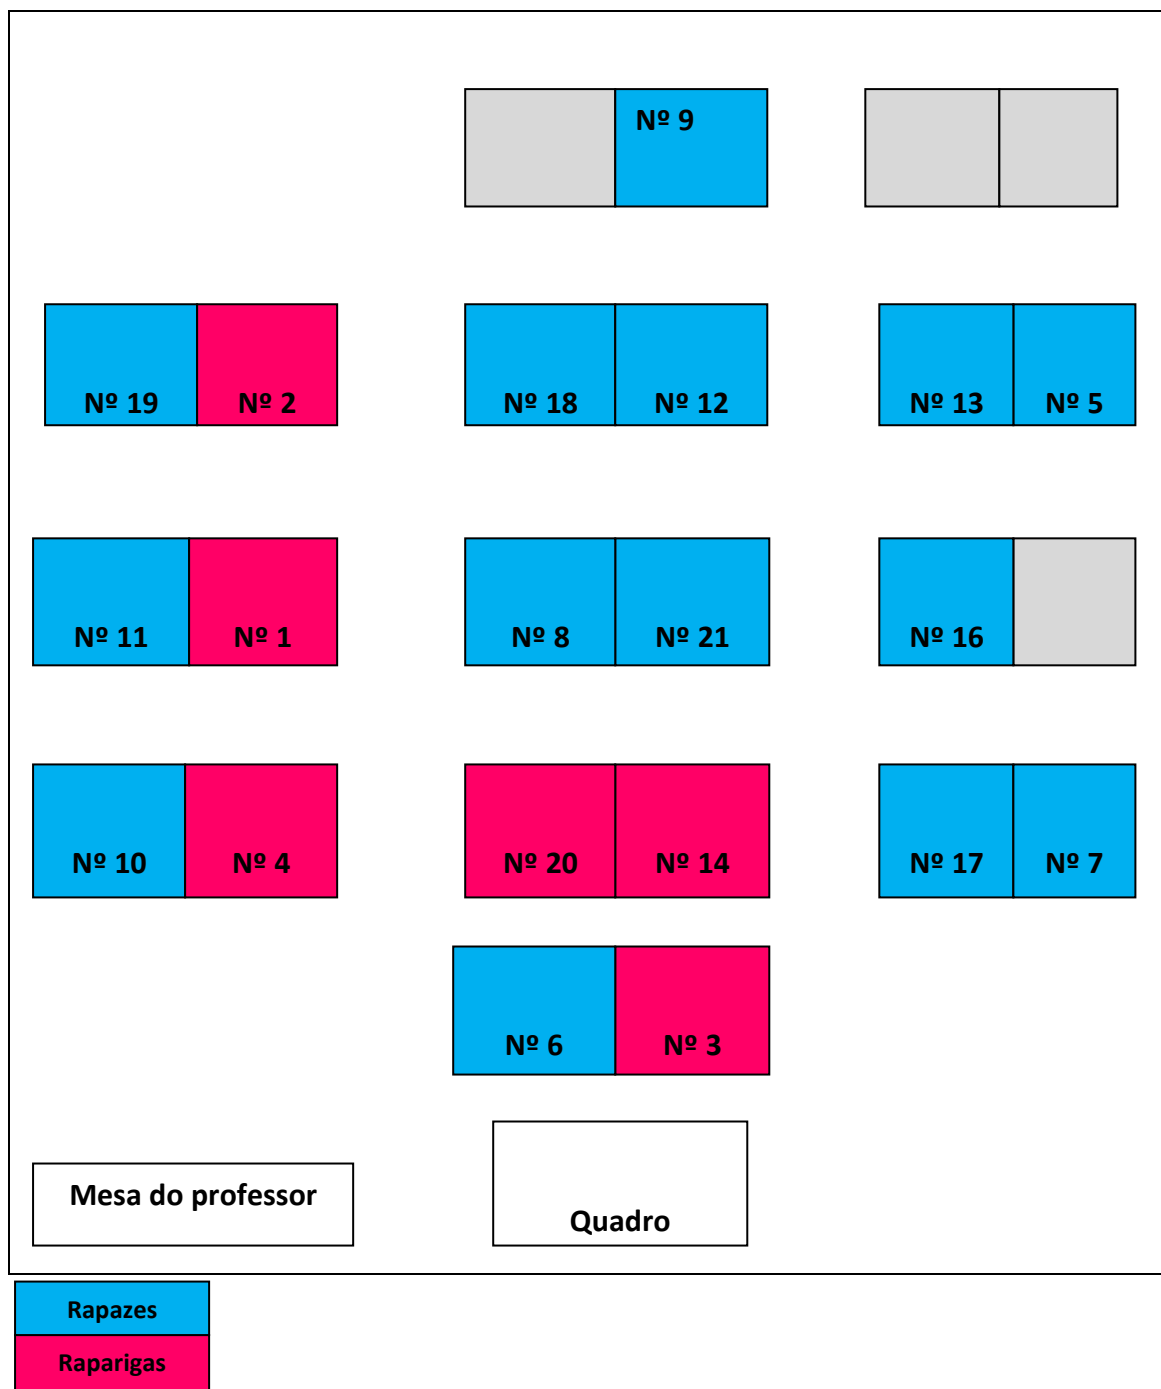 Nº 9
Nº 19 Nº 2 Nº 18 Nº 12 Nº 13 Nº 5
Nº 11 Nº 1 Nº 8 Nº 21 Nº 16
Nº 10 Nº 4 Nº 20 Nº 14 Nº 17 Nº 7
Nº 6 Nº 3
Mesa do professor
Quadro
Rapazes
Raparigas